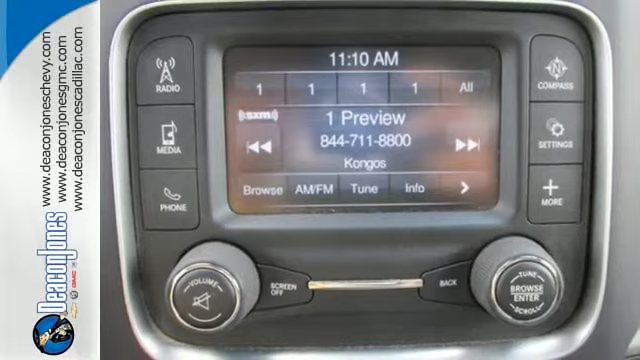 www.deaconjoneschevy.com
www.deaconjonesgmc.com
www.deaconjonescadillac.com
DeaconJones
GMC
11:10 AM
1 1 1 1 All
((sxm))
1 Preview
844-711-8800
Kongos
Browse AM/FM Tune Info
RADIO
MEDIA
PHONE
COMPASS
SETTINGS
MORE
VOLUME
SCREEN
OFF
BACK
TUNE
BROWSE
ENTER
SCROLL